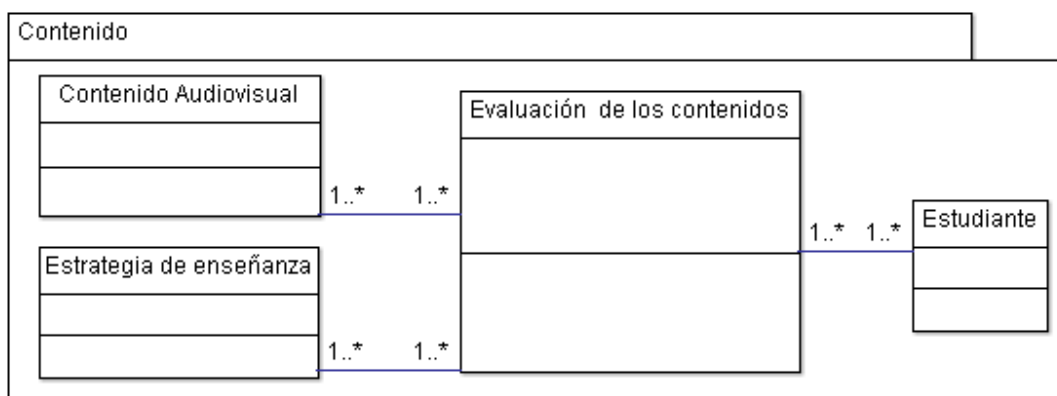 Contenido
Contenido Audiovisual
Evaluación de los contenidos
1..*
1..*
Estudiante
1..*
1..*
Estrategia de enseñanza
1..*
1..*